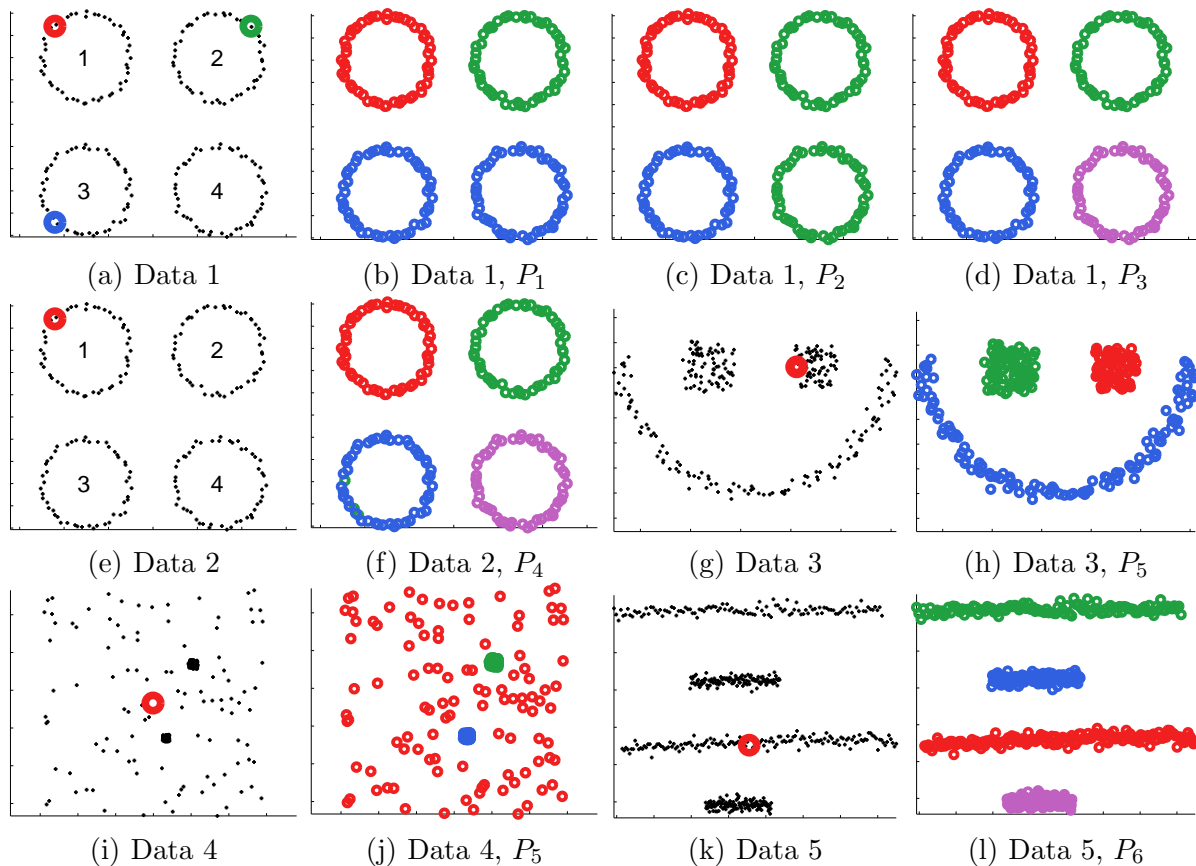 1 2
3 4
(a) Data 1 (b) Data 1, P₁ (c) Data 1, P₂ (d) Data 1, P₃
1 2
3 4
(e) Data 2 (f) Data 2, P₄ (g) Data 3 (h) Data 3, P₅
(i) Data 4 (j) Data 4, P₅ (k) Data 5 (l) Data 5, P₆